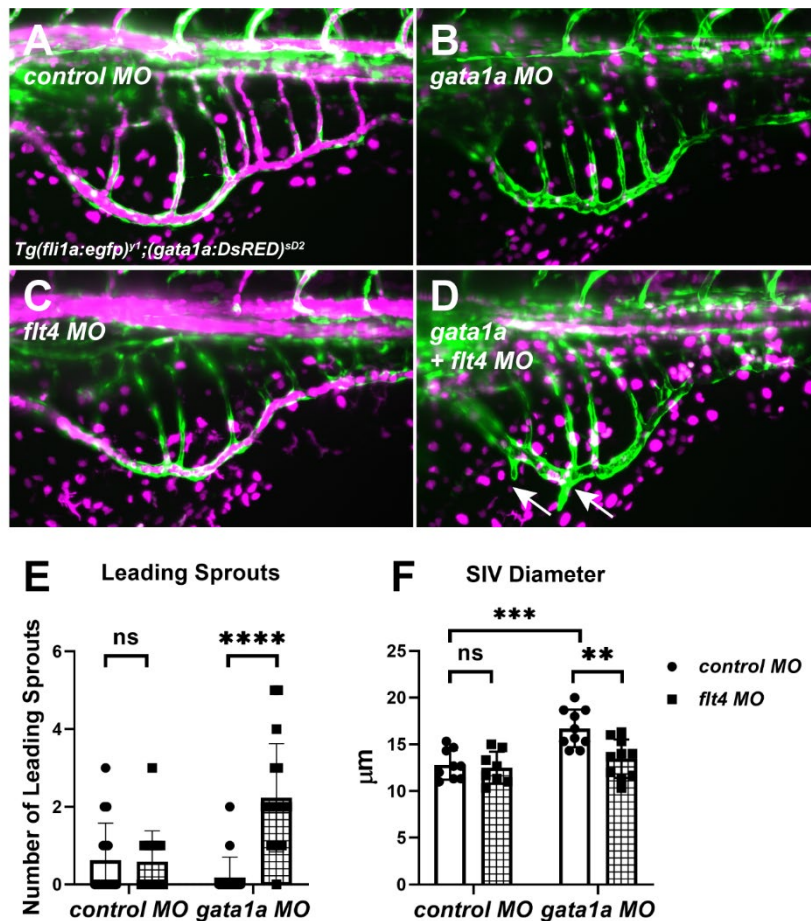 A
control MO
Tg(fli1a:egfp)y1;(gata1a:DsRED)sD2
B
gata1a MO
C
flt4 MO
D
gata1a
+ flt4 MO
E
Leading Sprouts
Number of Leading Sprouts
6
4
2
0
ns
****
control MO
gata1a MO
F
SIV Diameter
μm
25
20
15
10
5
0
***
ns
**
control MO
gata1a MO
control MO
flt4 MO